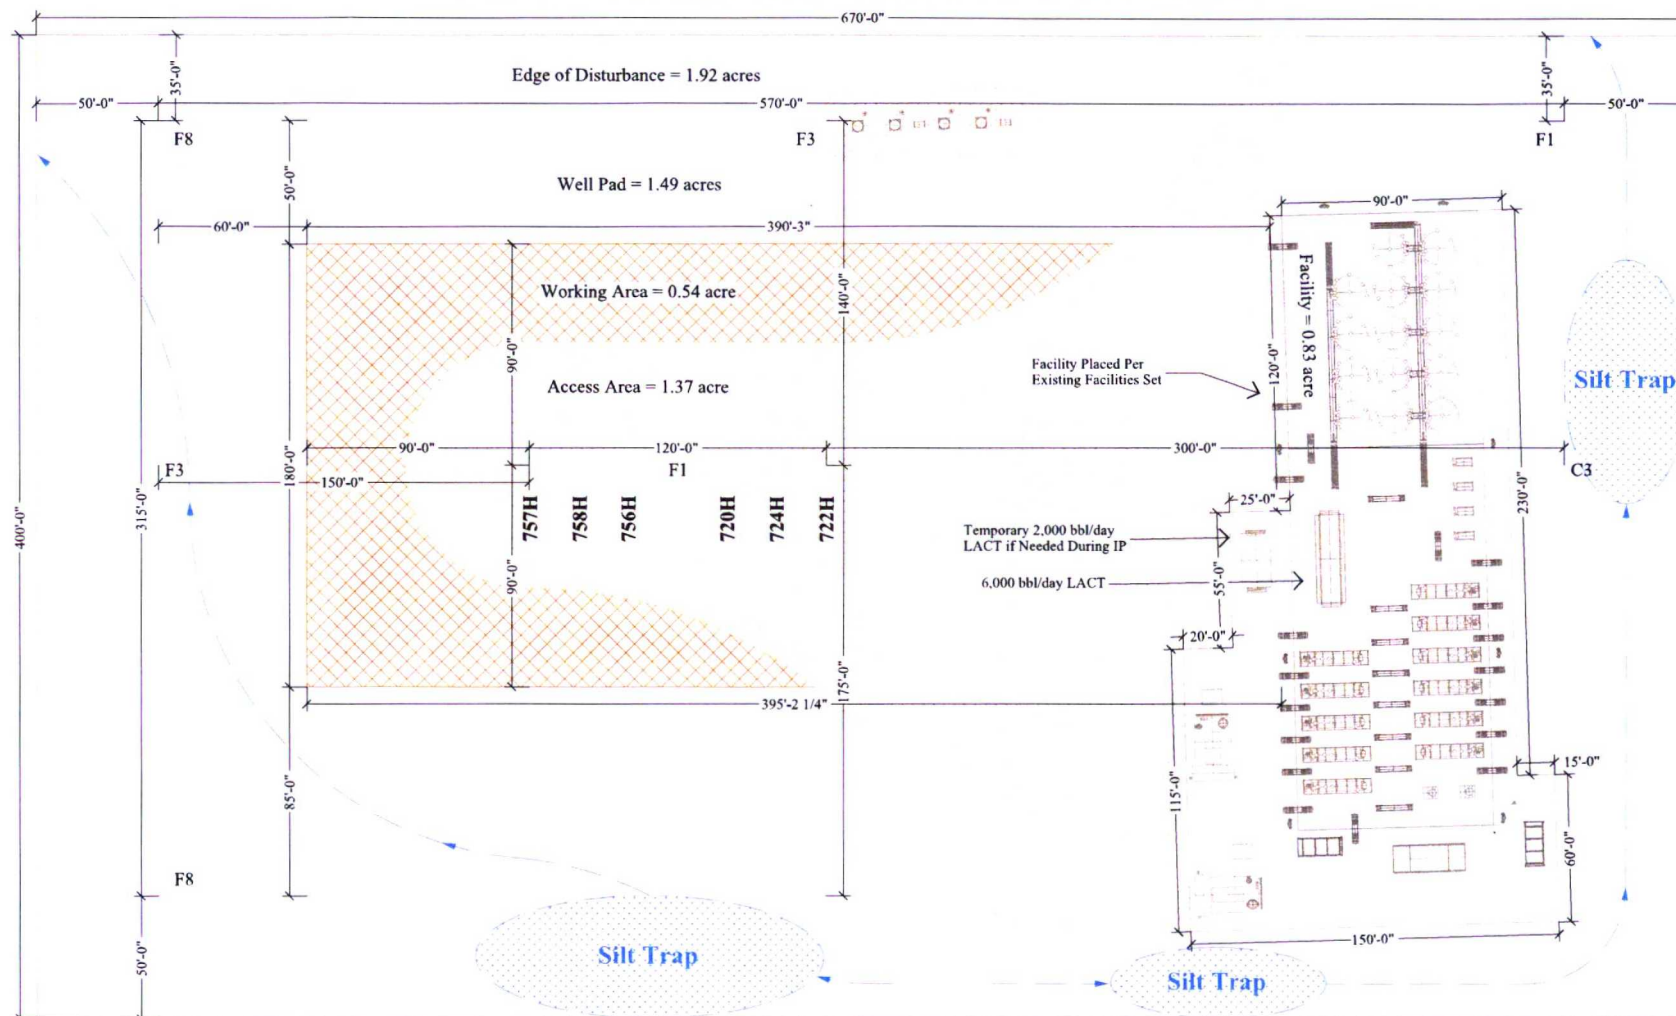 670'-0"
35'-0"
Edge of Disturbance = 1.92 acres
35'-0"
50'-0"
570'-0"
50'-0"
F8
F3
F1
50'-0"
Well Pad = 1.49 acres
90'-0"
60'-0"
390'-3"
Working Area = 0.54 acre
140'-0"
Facility = 0.83 acre
120'-0"
90'-0"
Facility Placed Per
Existing Facilities Set
Silt Trap
Access Area = 1.37 acre
90'-0"
120'-0"
300'-0"
F3
F1
C3
180'-0"
150'-0"
400'-0"
315'-0"
757H
758H
756H
720H
724H
722H
25'-0"
230'-0"
Temporary 2,000 bbl/day
LACT if Needed During IP
6,000 bbl/day LACT
55'-0"
90'-0"
20'-0"
175'-0"
395'-2 1/4"
15'-0"
85'-0"
115'-0"
60'-0"
F8
150'-0"
50'-0"
Silt Trap
Silt Trap